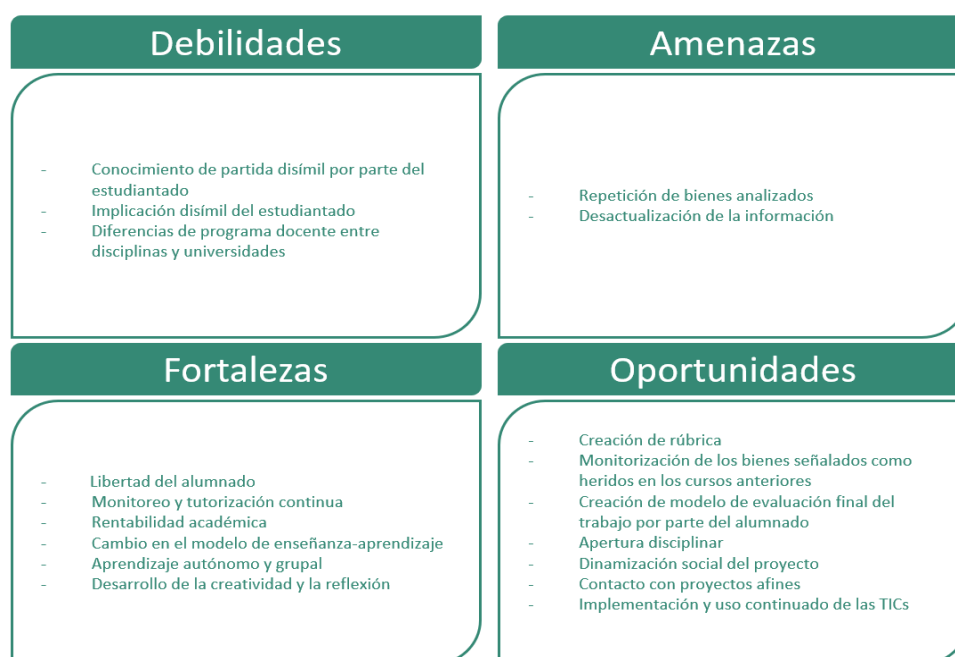 Debilidades
- Conocimiento de partida disímil por parte del
estudiantado
- Implicación disímil del estudiantado
- Diferencias de programa docente entre
disciplinas y universidades
Amenazas
- Repetición de bienes analizados
- Desactualización de la información
Fortalezas
- Libertad del alumnado
- Monitoreo y tutorización continua
- Rentabilidad académica
- Cambio en el modelo de enseñanza-aprendizaje
- Aprendizaje autónomo y grupal
- Desarrollo de la creatividad y la reflexión
Oportunidades
- Creación de rúbrica
- Monitorización de los bienes señalados como
heridos en los cursos anteriores
- Creación de modelo de evaluación final del
trabajo por parte del alumnado
- Apertura disciplinar
- Dinamización social del proyecto
- Contacto con proyectos afines
- Implementación y uso continuado de las TICs